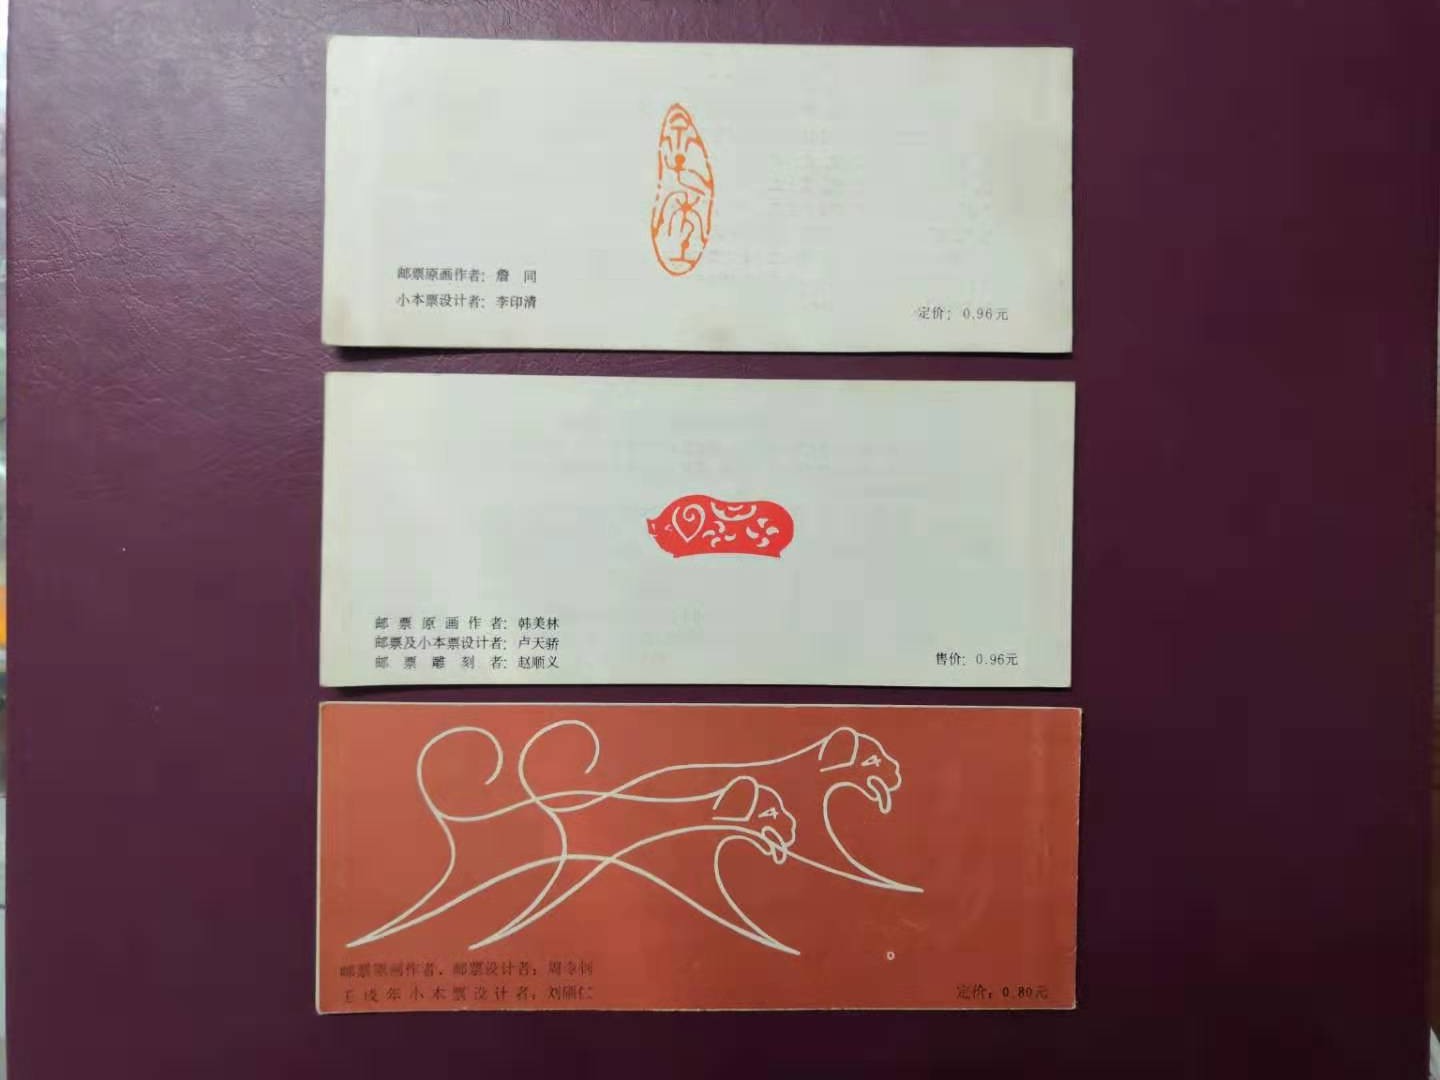 邮票原画作者：詹　同
小本票设计者：李印清
定价：0.96元
邮票原画作者：韩美林
邮票及小本票设计者：卢天骄
邮票雕刻者：赵顺义
售价：0.96元
邮票原画作者、邮票设计者：周令钊
壬戌年小本票设计者：刘硕仁
定价：0.80元